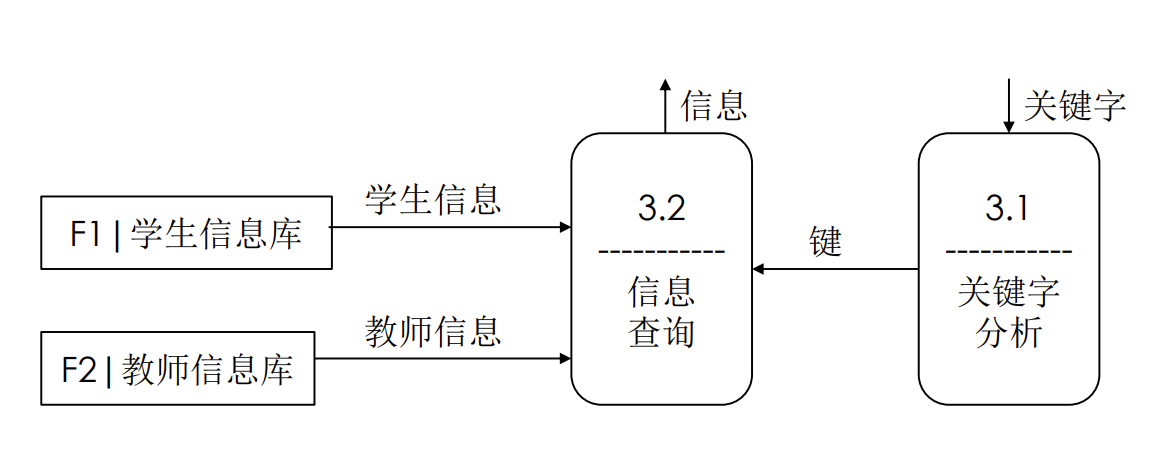 信息
关键字
学生信息
F1 | 学生信息库
3.2
-----------
信息
查询
键
3.1
-----------
关键字
分析
教师信息
F2 | 教师信息库